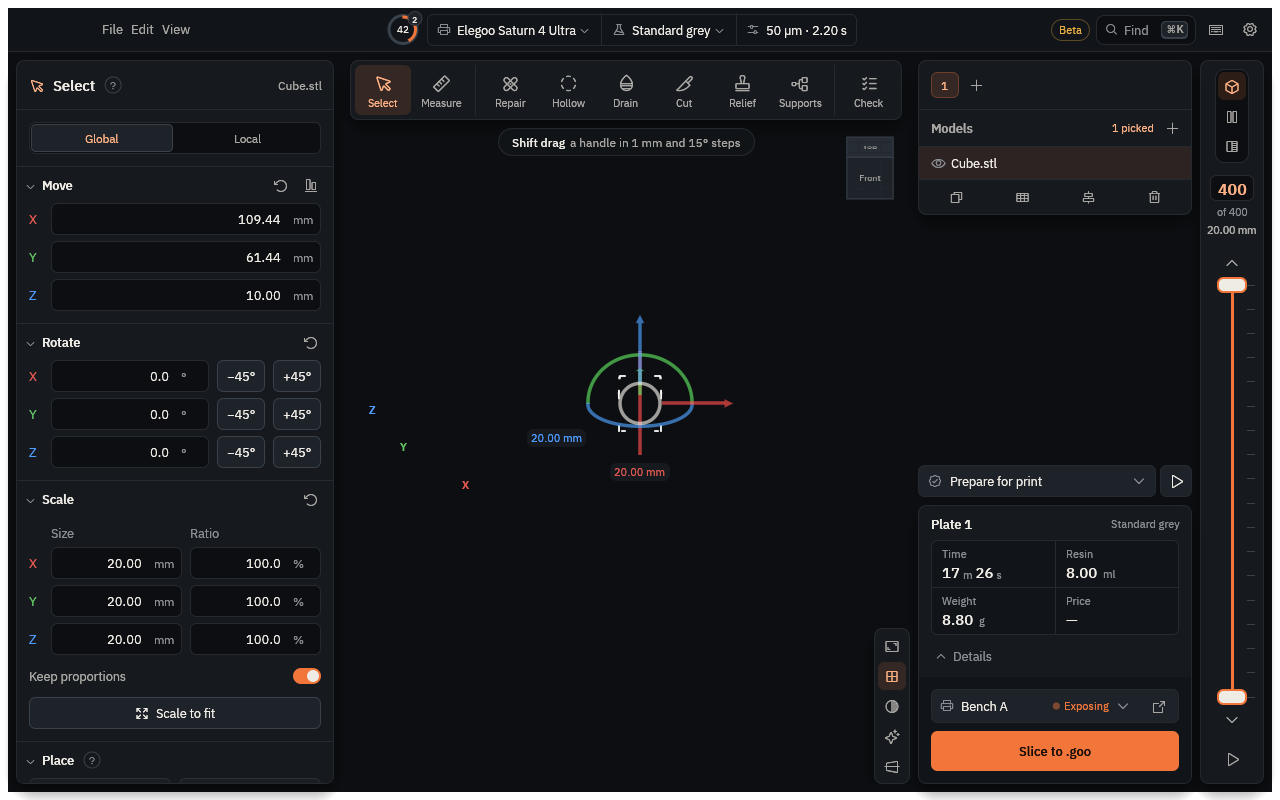 File Edit View
42 2
Elegoo Saturn 4 Ultra
Standard grey
50 µm · 2.20 s
Beta
Find ⌘K
Select ? Cube.stl
Global Local
Move
X 109.44 mm
Y 61.44 mm
Z 10.00 mm
Rotate
X 0.0 ° −45° +45°
Y 0.0 ° −45° +45°
Z 0.0 ° −45° +45°
Scale
Size Ratio
X 20.00 mm 100.0 %
Y 20.00 mm 100.0 %
Z 20.00 mm 100.0 %
Keep proportions
Scale to fit
Place ?
Select Measure Repair Hollow Drain Cut Relief Supports Check
Shift drag a handle in 1 mm and 15° steps
Top
Front
Z
Y
X
20.00 mm
20.00 mm
1
Models 1 picked
Cube.stl
Prepare for print
Plate 1 Standard grey
Time Resin
17 m 26 s 8.00 ml
Weight Price
8.80 g —
Details
Bench A Exposing
Slice to .goo
400
of 400
20.00 mm